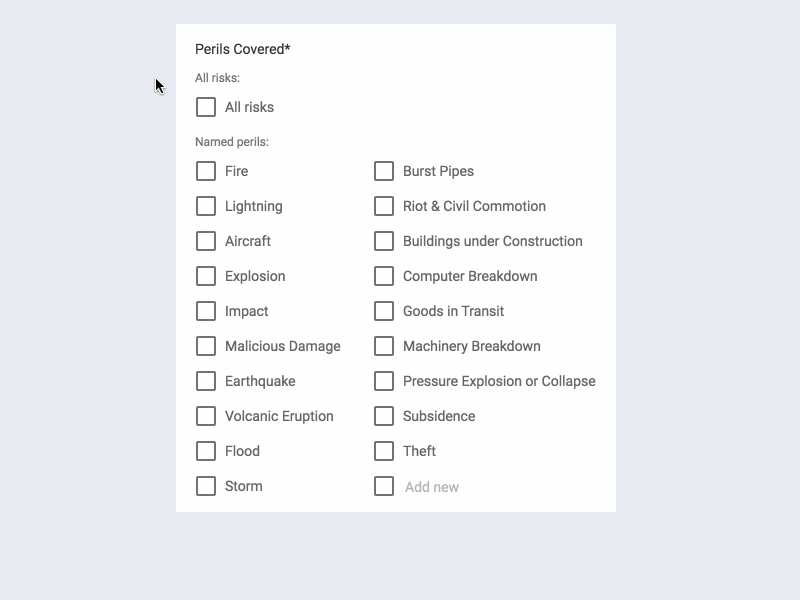 Perils Covered*
All risks:
All risks
Named perils:
Fire
Lightning
Aircraft
Explosion
Impact
Malicious Damage
Earthquake
Volcanic Eruption
Flood
Storm
Burst Pipes
Riot & Civil Commotion
Buildings under Construction
Computer Breakdown
Goods in Transit
Machinery Breakdown
Pressure Explosion or Collapse
Subsidence
Theft
Add new